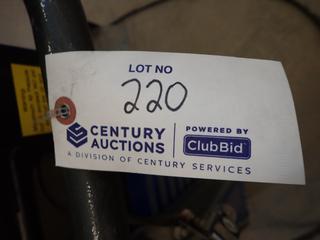 LOT NO
220
CENTURY AUCTIONS
POWERED BY
ClubBid
A DIVISION OF CENTURY SERVICES